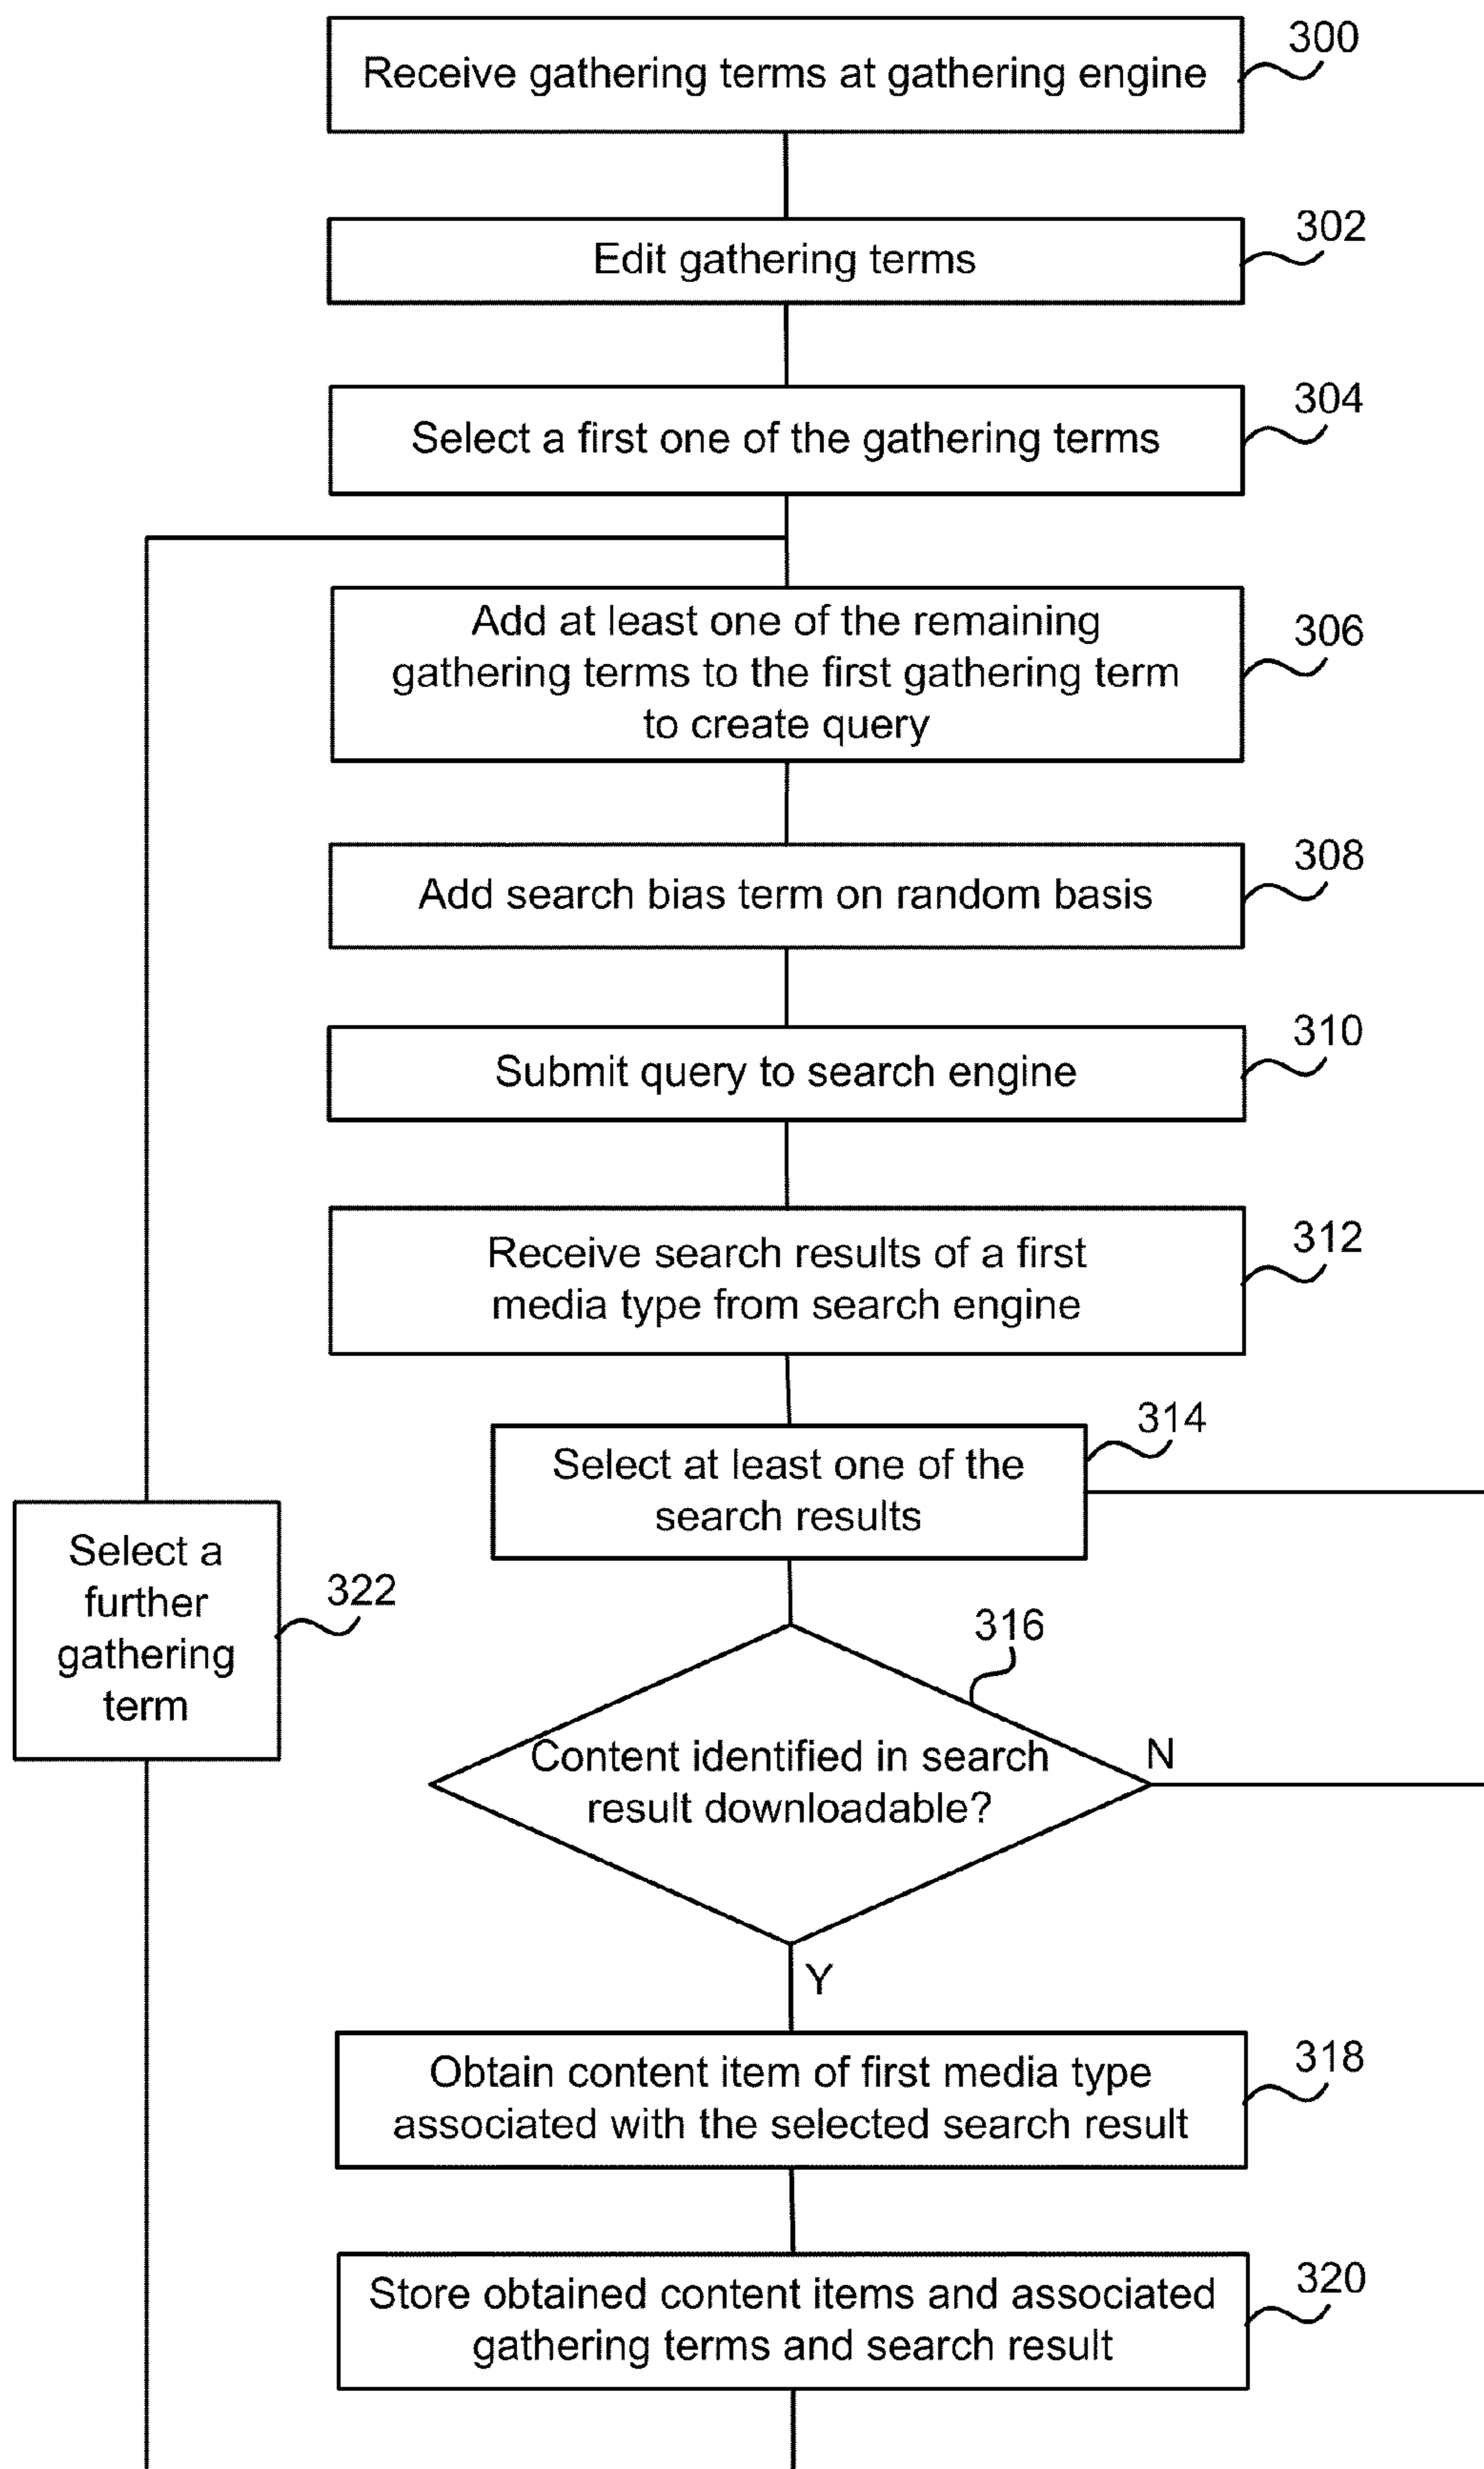 Receive gathering terms at gathering engine
300
Edit gathering terms
302
Select a first one of the gathering terms
304
Add at least one of the remaining
gathering terms to the first gathering term
to create query
306
Add search bias term on random basis
308
Submit query to search engine
310
Receive search results of a first
media type from search engine
312
Select at least one of the
search results
314
Select a
further
gathering
term
322
316
Content identified in search
result downloadable?
N
Y
Obtain content item of first media type
associated with the selected search result
318
Store obtained content items and associated
gathering terms and search result
320